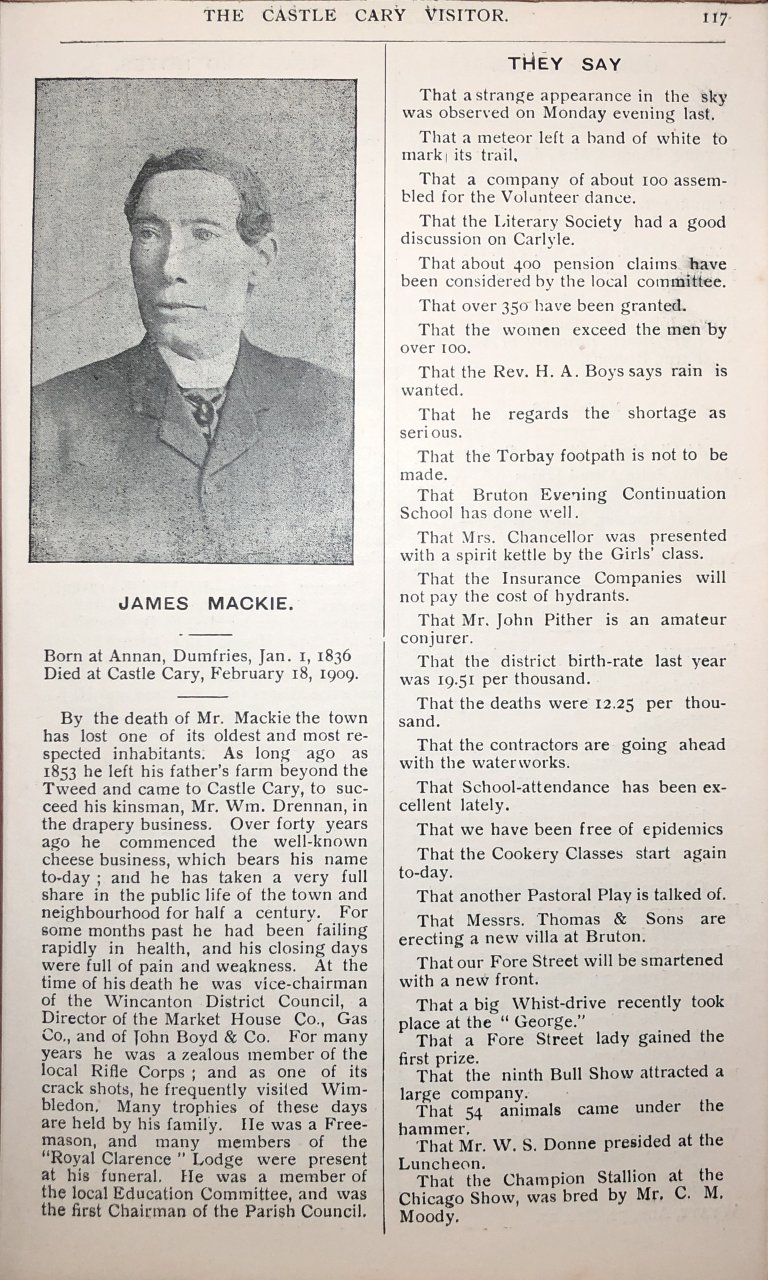 THE CASTLE CARY VISITOR.
117
JAMES MACKIE.
Born at Annan, Dumfries, Jan. 1, 1836
Died at Castle Cary, February 18, 1909.
By the death of Mr. Mackie the town
has lost one of its oldest and most re-
spected inhabitants. As long ago as
1853 he left his father's farm beyond the
Tweed and came to Castle Cary, to suc-
ceed his kinsman, Mr. Wm. Drennan, in
the drapery business. Over forty years
ago he commenced the well-known
cheese business, which bears his name
to-day ; and he has taken a very full
share in the public life of the town and
neighbourhood for half a century. For
some months past he had been failing
rapidly in health, and his closing days
were full of pain and weakness. At the
time of his death he was vice-chairman
of the Wincanton District Council, a
Director of the Market House Co., Gas
Co., and of John Boyd & Co. For many
years he was a zealous member of the
local Rifle Corps ; and as one of its
crack shots, he frequently visited Wim-
bledon. Many trophies of these days
are held by his family. He was a Free-
mason, and many members of the
"Royal Clarence" Lodge were present
at his funeral. He was a member of
the local Education Committee, and was
the first Chairman of the Parish Council.
THEY SAY
That a strange appearance in the sky
was observed on Monday evening last.
That a meteor left a band of white to
mark its trail.
That a company of about 100 assem-
bled for the Volunteer dance.
That the Literary Society had a good
discussion on Carlyle.
That about 400 pension claims have
been considered by the local committee.
That over 350 have been granted.
That the women exceed the men by
over 100.
That the Rev. H. A. Boys says rain is
wanted.
That he regards the shortage as
serious.
That the Torbay footpath is not to be
made.
That Bruton Evening Continuation
School has done well.
That Mrs. Chancellor was presented
with a spirit kettle by the Girls' class.
That the Insurance Companies will
not pay the cost of hydrants.
That Mr. John Pither is an amateur
conjurer.
That the district birth-rate last year
was 19.51 per thousand.
That the deaths were 12.25 per thou-
sand.
That the contractors are going ahead
with the waterworks.
That School-attendance has been ex-
cellent lately.
That we have been free of epidemics
That the Cookery Classes start again
to-day.
That another Pastoral Play is talked of.
That Messrs. Thomas & Sons are
erecting a new villa at Bruton.
That our Fore Street will be smartened
with a new front.
That a big Whist-drive recently took
place at the " George."
That a Fore Street lady gained the
first prize.
That the ninth Bull Show attracted a
large company.
That 54 animals came under the
hammer.
That Mr. W. S. Donne presided at the
Luncheon.
That the Champion Stallion at the
Chicago Show, was bred by Mr. C. M.
Moody.